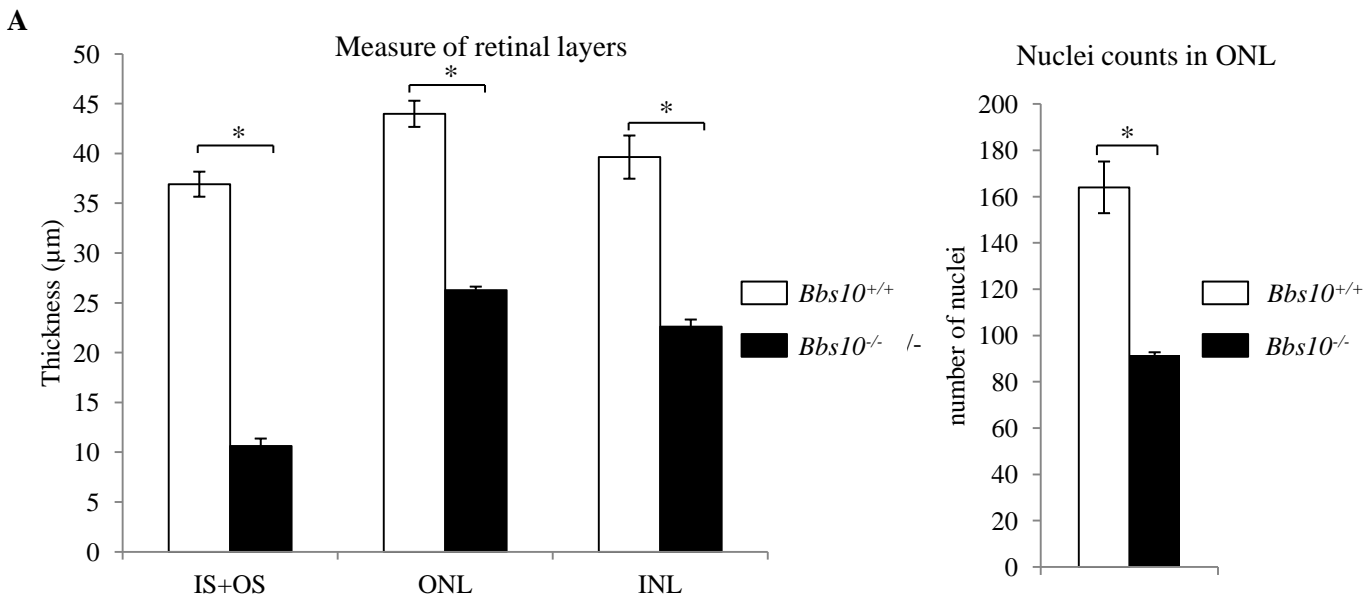 A
Measure of retinal layers
Thickness (µm)
50
45
40
35
30
25
20
15
10
5
0
*
*
*
IS+OS
ONL
INL
Bbs10+/+
Bbs10-/- /-
Nuclei counts in ONL
number of nuclei
200
180
160
140
120
100
80
60
40
20
0
*
Bbs10+/+
Bbs10-/-